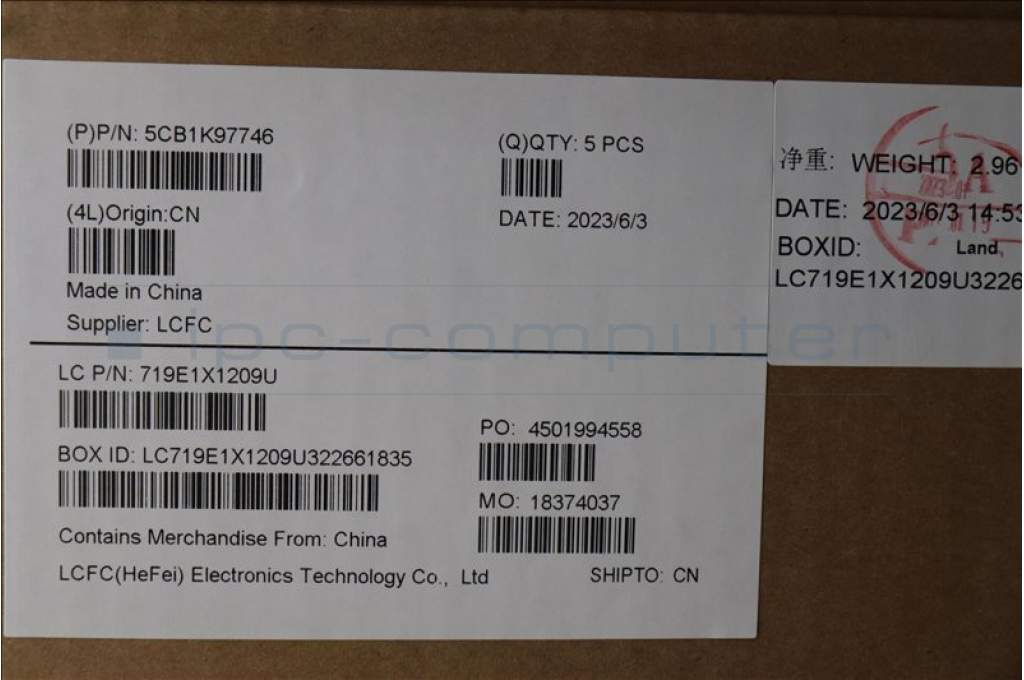 (P)P/N: 5CB1K97746
(Q)QTY: 5 PCS
(4L)Origin:CN
DATE: 2023/6/3
Made in China
Supplier: LCFC
ipc-computer
LC P/N: 719E1X1209U
BOX ID: LC719E1X1209U322661835
PO: 4501994558
MO: 18374037
Contains Merchandise From: China
LCFC(HeFei) Electronics Technology Co., Ltd
SHIPTO: CN
净重: WEIGHT: 2.96
DATE: 2023/6/3 14:53
BOXID: Land
LC719E1X1209U3226